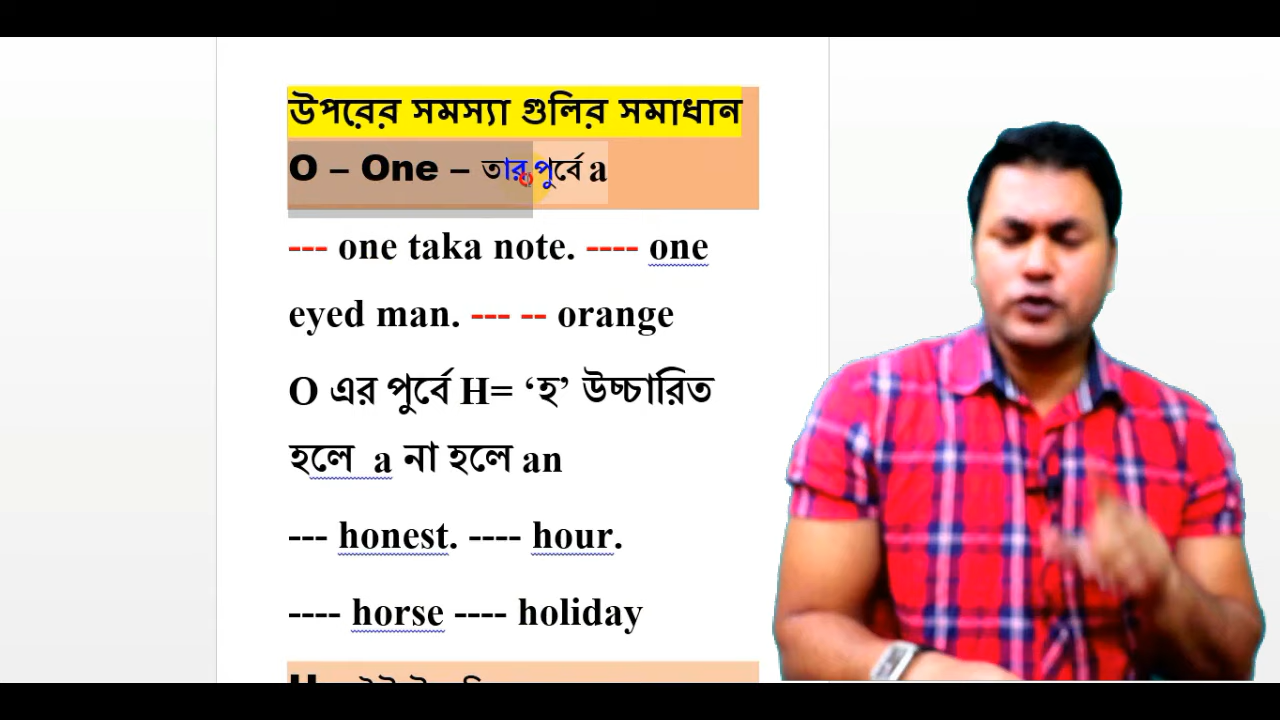 উপরের সমস্যা গুলির সমাধান
O – One – তার পুর্বে a
--- one taka note. ---- one
eyed man. --- -- orange
O এর পুর্বে H= ‘হ’ উচ্চারিত
হলে a না হলে an
--- honest. ---- hour.
---- horse ---- holiday